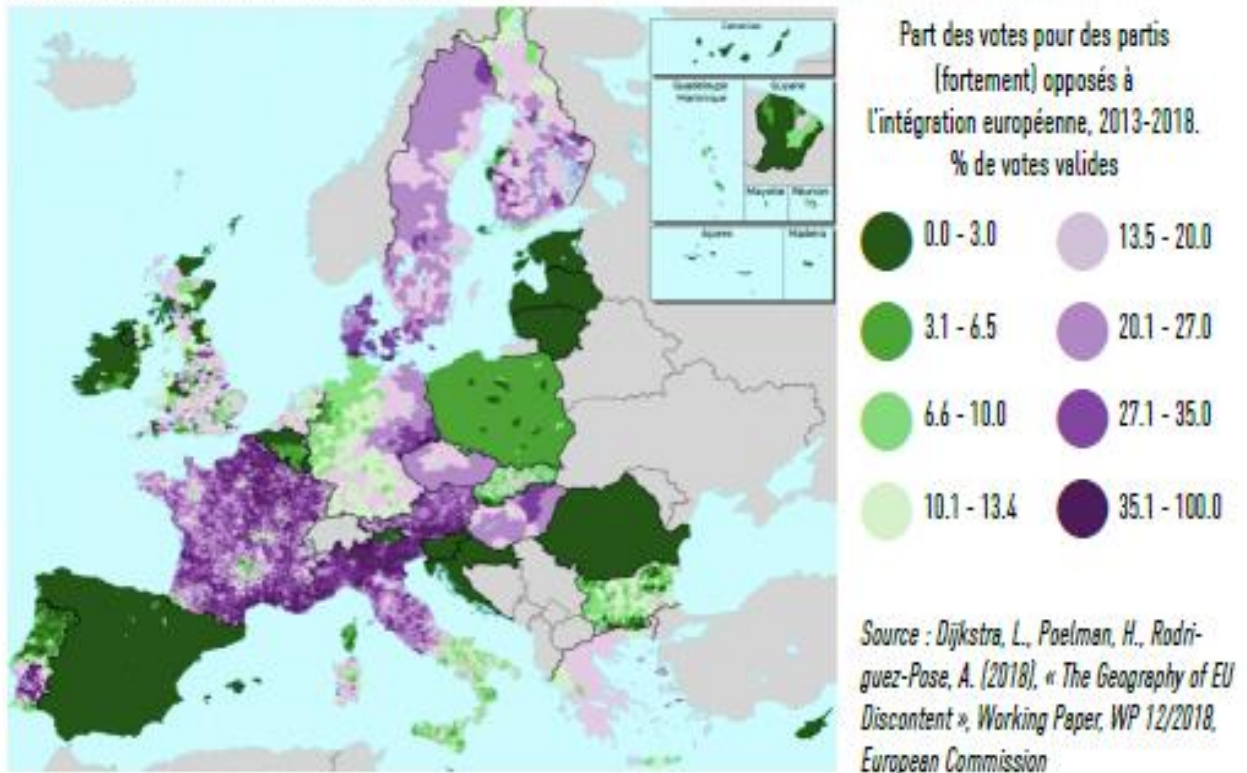 Canarias
Guadeloupe
Martinique
Guyane
Mayotte
Réunion
Açores
Madeira
Part des votes pour des partis
(fortement) opposés à
l'intégration européenne, 2013-2018.
% de votes valides
0.0 - 3.0
13.5 - 20.0
3.1 - 6.5
20.1 - 27.0
6.6 - 10.0
27.1 - 35.0
10.1 - 13.4
35.1 - 100.0
Source : Dijkstra, L., Poelman, H., Rodri-
guez-Pose, A. (2018), « The Geography of EU
Discontent », Working Paper, WP 12/2018,
European Commission